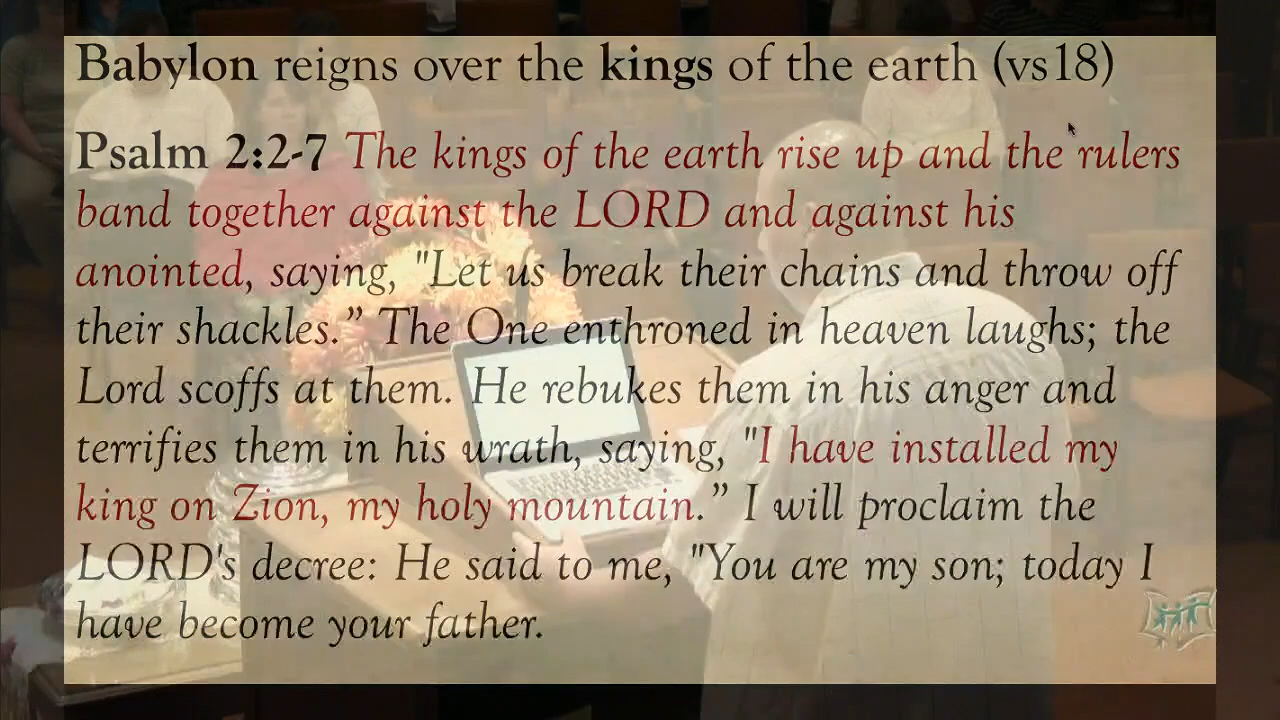 Babylon reigns over the kings of the earth (vs18)
Psalm 2:2-7 The kings of the earth rise up and the rulers
band together against the LORD and against his
anointed, saying, "Let us break their chains and throw off
their shackles.” The One enthroned in heaven laughs; the
Lord scoffs at them. He rebukes them in his anger and
terrifies them in his wrath, saying, "I have installed my
king on Zion, my holy mountain.” I will proclaim the
LORD's decree: He said to me, "You are my son; today I
have become your father.